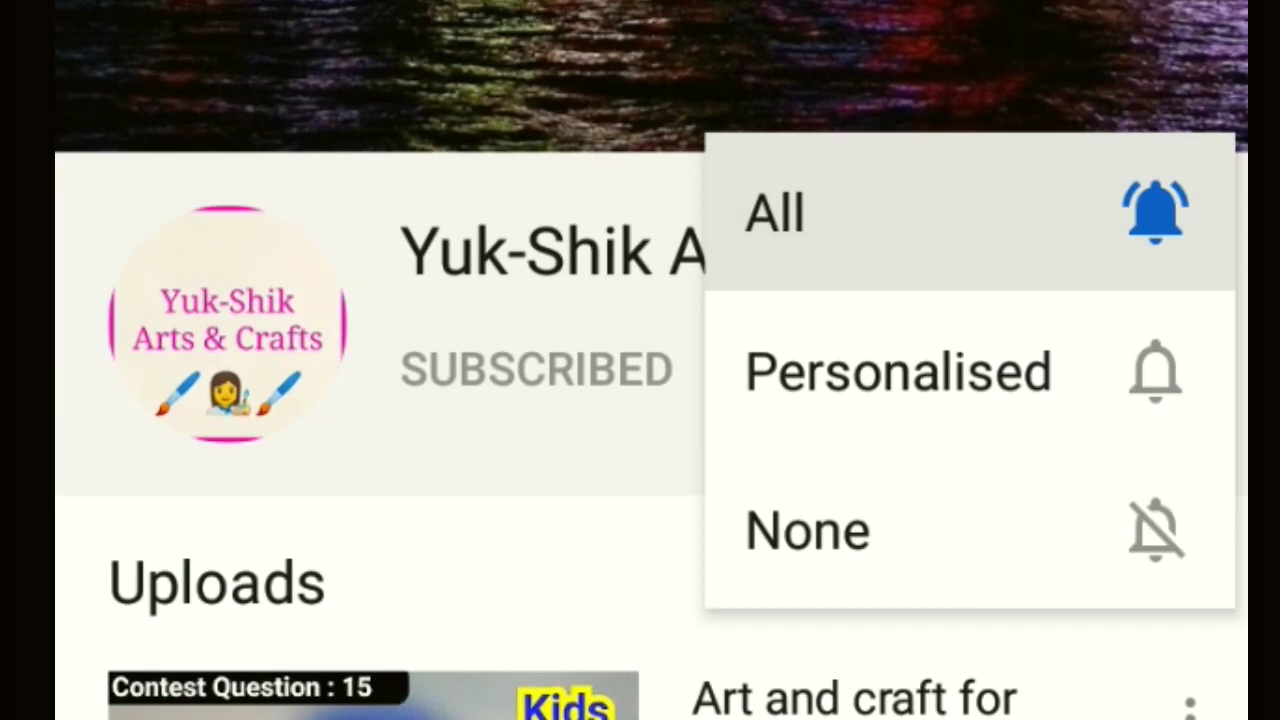 Yuk-Shik
Arts & Crafts
Yuk-Shik A
SUBSCRIBED
All
Personalised
None
Uploads
Contest Question : 15
Kids
Art and craft for